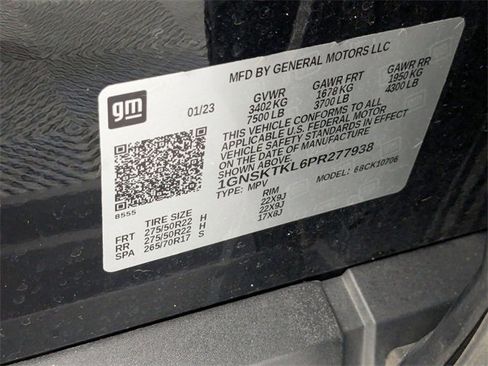 gm
MFD BY GENERAL MOTORS LLC
01/23
GVWR GAWR FRT GAWR RR
3402 KG 1678 KG 1950 KG
7500 LB 3700 LB 4300 LB
THIS VEHICLE CONFORMS TO ALL
APPLICABLE U.S. FEDERAL MOTOR
VEHICLE SAFETY STANDARDS IN EFFECT
ON THE DATE OF MANUFACTURE
SHOWN ABOVE.
1GNSKTKL6PR277938
TYPE: MPV MODEL: 68CK10706
8555
TIRE SIZE RIM
FRT 275/50R22 H 22X9J
RR 275/50R22 H 22X9J
SPA 265/70R17 S 17X8J